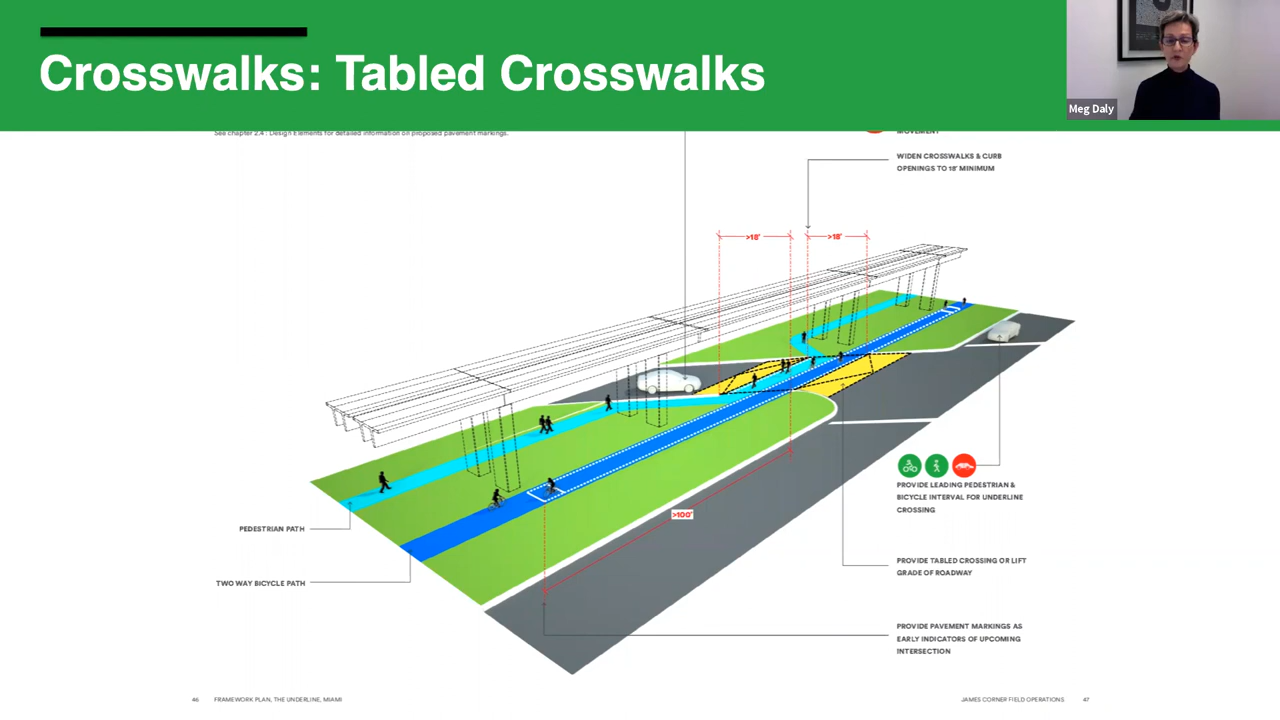 Crosswalks: Tabled Crosswalks
Meg Daly
See chapter 2.4 : Design Elements for detailed information on proposed pavement markings.
MOVEMENT
WIDEN CROSSWALKS & CURB
OPENINGS TO 18' MINIMUM
>18'
>18'
PROVIDE LEADING PEDESTRIAN &
BICYCLE INTERVAL FOR UNDERLINE
CROSSING
>100'
PEDESTRIAN PATH
PROVIDE TABLED CROSSING OR LIFT
GRADE OF ROADWAY
TWO WAY BICYCLE PATH
PROVIDE PAVEMENT MARKINGS AS
EARLY INDICATORS OF UPCOMING
INTERSECTION
46 FRAMEWORK PLAN, THE UNDERLINE, MIAMI
JAMES CORNER FIELD OPERATIONS 47